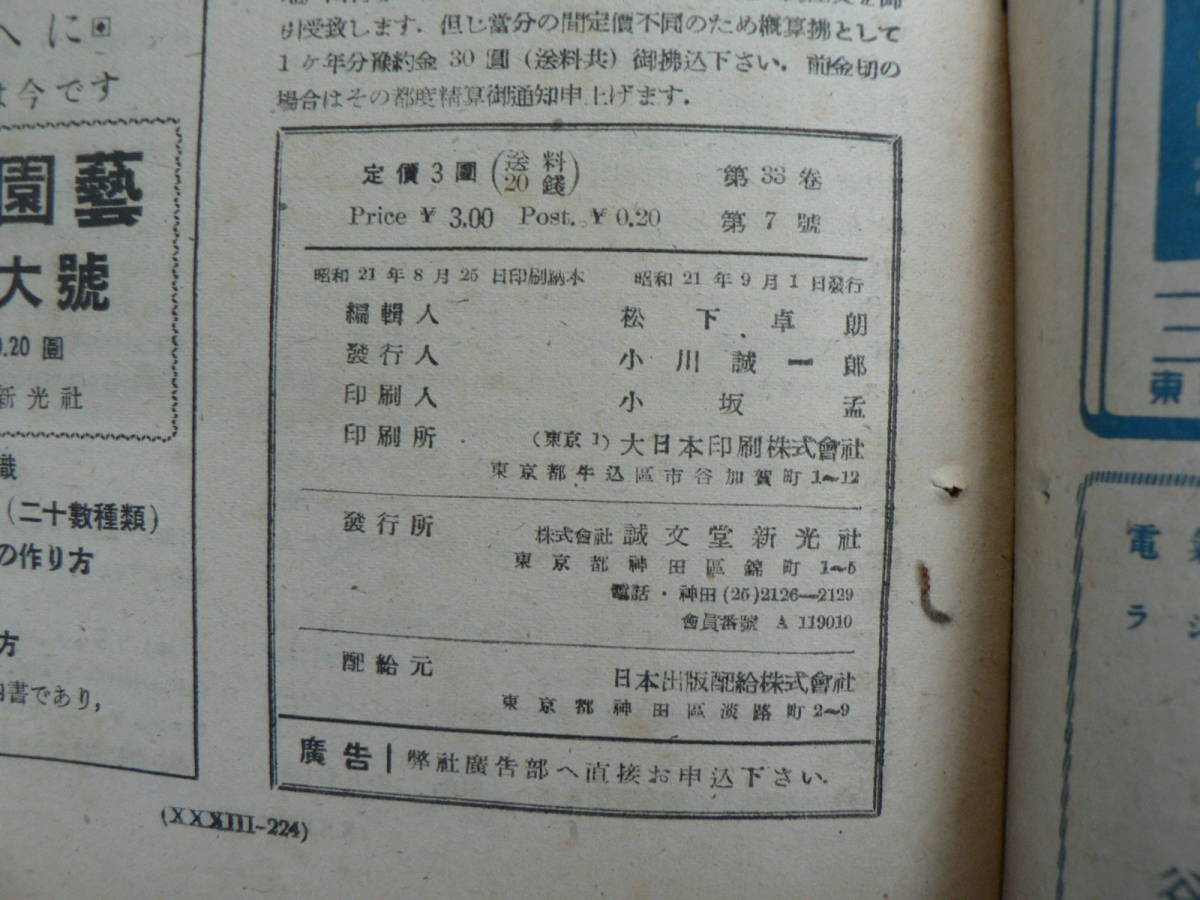 へに
は今です
園藝
大號
0.20 圓
新光社
(二十數種類)
の作り方
方
書であり,
引受致します. 但し當分の間定價不同のため概算拂として
1ヶ年分豫約金 30 圓 (送料共) 御拂込下さい. 前金切の
場合はその都度精算御通知申上げます.
定價3圓 (送料20錢) 第 33 卷
Price ¥ 3.00 Post. ¥ 0.20 第 7 號
昭和 21 年 8 月 25 日印刷納本 昭和 21 年 9 月 1 日發行
編輯人 松下卓朗
發行人 小川誠一郎
印刷人 小坂孟
印刷所 (東京 1) 大日本印刷株式會社
東京都牛込區市谷加賀町 1〜12
發行所 株式會社 誠文堂新光社
東京都神田區錦町 1〜5
電話・神田 (25) 2126—2129
會員番號 A 119010
配給元 日本出版配給株式會社
東京都神田區淡路町 2〜9
廣告 弊社廣告部へ直接お申込下さい.
(XXXIII-224)
東
電
ラ